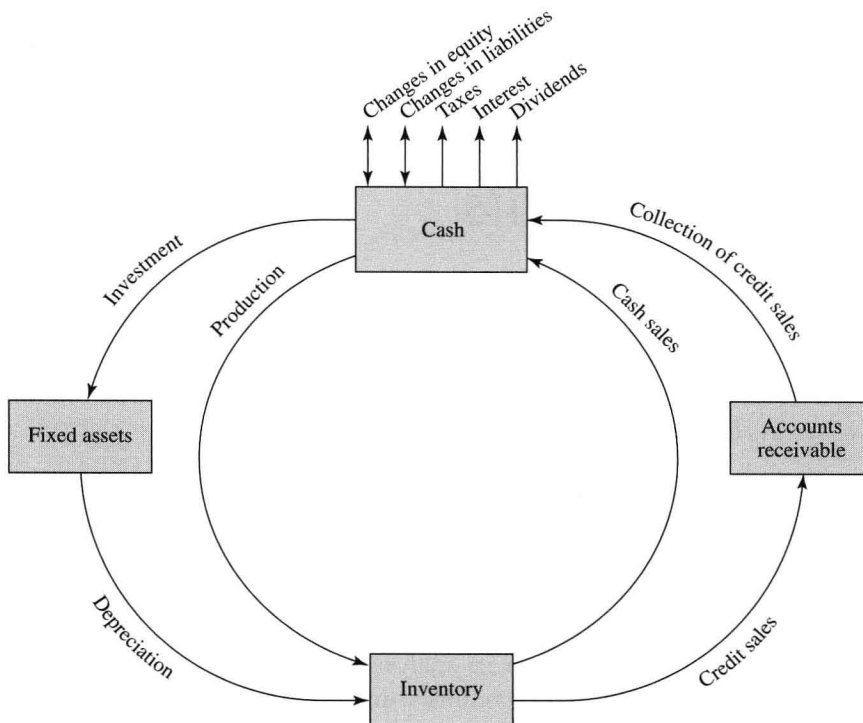 Changes in equity
Changes in liabilities
Taxes
Interest
Dividends
Cash
Investment
Production
Cash sales
Collection of credit sales
Fixed assets
Accounts
receivable
Depreciation
Inventory
Credit sales